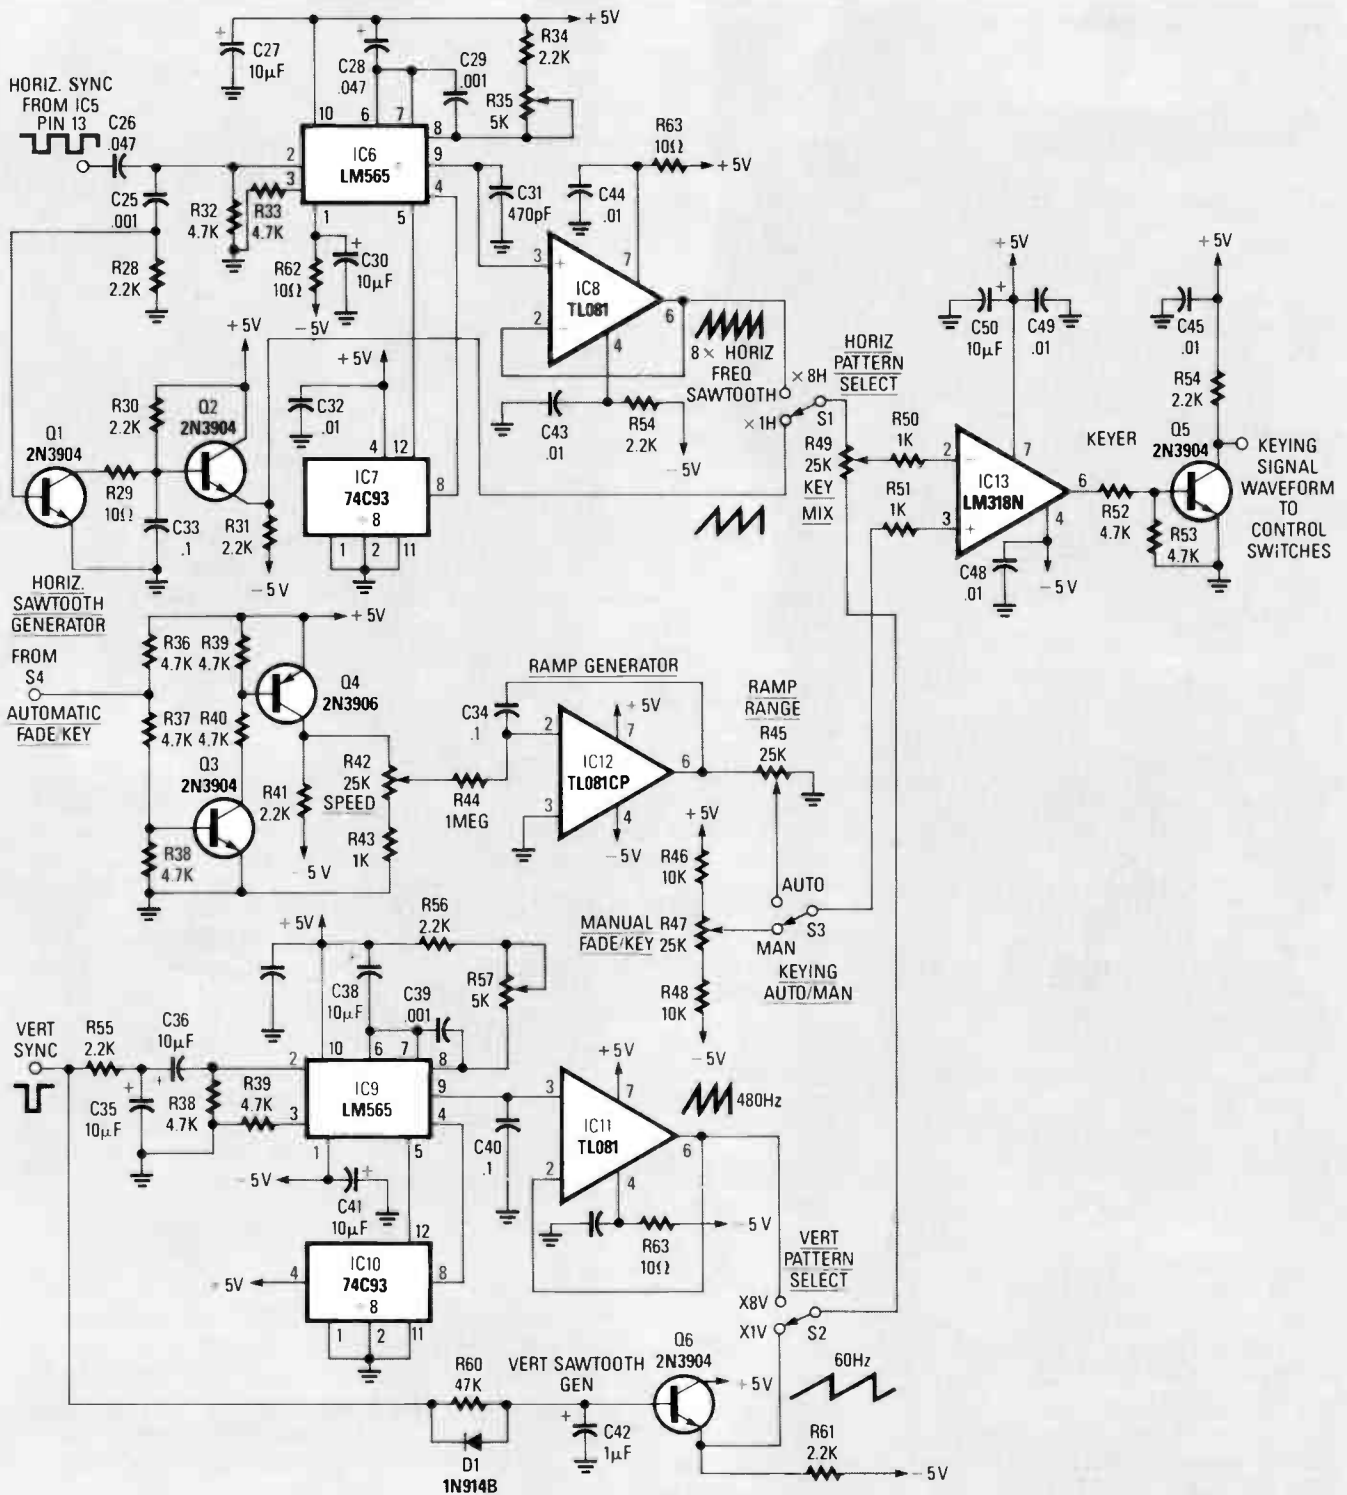 +5V
C27
10µF
C28
.047
C29
.001
R34
2.2K
R35
5K
HORIZ. SYNC
FROM IC5
PIN 13
C26
.047
10
6
7
8
2
IC6
LM565
9
3
4
1
5
C25
.001
R32
4.7K
R33
4.7K
R28
2.2K
R62
10Ω
C30
10µF
-5V
C31
470pF
C44
.01
R63
10Ω
+5V
3
+
7
IC8
TL081
6
2
-
4
8 × HORIZ
FREQ
SAWTOOTH
C43
.01
R54
2.2K
-5V
HORIZ
PATTERN
SELECT
× 8H
× 1H
S1
+5V
R30
2.2K
Q2
2N3904
Q1
2N3904
R29
10Ω
C33
.1
R31
2.2K
-5V
+5V
C32
.01
4
12
IC7
74C93
÷8
8
1
2
11
R49
25K
KEY
MIX
R50
1K
R51
1K
+5V
C50
10µF
C49
.01
2
-
7
IC13
LM318N
6
3
+
4
C48
.01
-5V
KEYER
R52
4.7K
R53
4.7K
+5V
C45
.01
R54
2.2K
Q5
2N3904
KEYING
SIGNAL
WAVEFORM
TO
CONTROL
SWITCHES
HORIZ.
SAWTOOTH
GENERATOR
FROM
S4
AUTOMATIC
FADE/KEY
+5V
R36
4.7K
R39
4.7K
Q4
2N3906
R37
4.7K
R40
4.7K
Q3
2N3904
R38
4.7K
R41
2.2K
-5V
R42
25K
SPEED
R43
1K
R44
1MEG
RAMP GENERATOR
C34
.1
+5V
2
7
IC12
TL081CP
6
3
4
-5V
RAMP
RANGE
R45
25K
+5V
R46
10K
MANUAL
FADE/KEY
R47
25K
R48
10K
-5V
AUTO
MAN
S3
KEYING
AUTO/MAN
+5V
R56
2.2K
C38
10µF
C39
.001
R57
5K
VERT
SYNC
R55
2.2K
C36
10µF
C35
10µF
R38
4.7K
R39
4.7K
10
6
7
8
2
IC9
LM565
9
3
4
1
5
-5V
C41
10µF
C40
.1
+5V
3
7
IC11
TL081
6
2
4
480Hz
R63
10Ω
-5V
12
+5V
4
IC10
74C93
÷8
8
1
2
11
VERT
PATTERN
SELECT
X8V
X1V
S2
R60
47K
D1
1N914B
VERT SAWTOOTH
GEN
C42
1µF
Q6
2N3904
+5V
60Hz
R61
2.2K
-5V